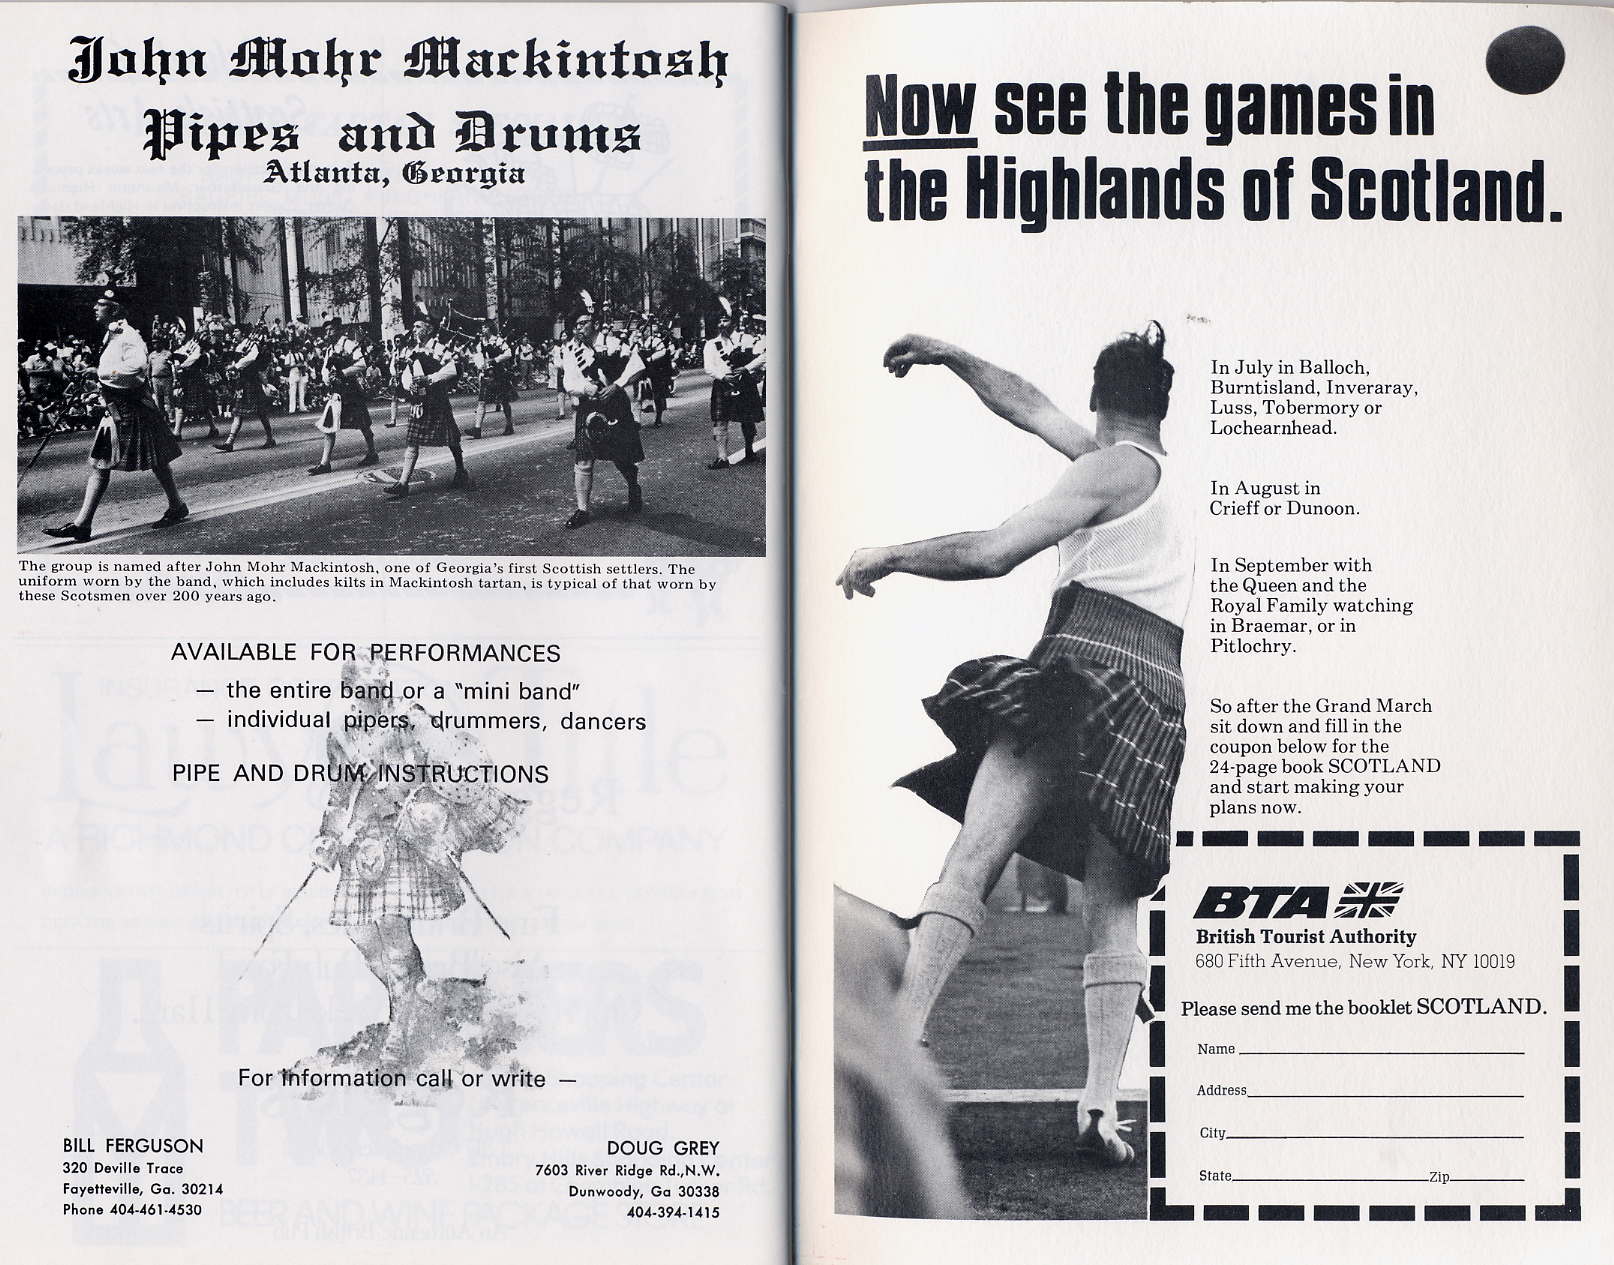 John Mohr Mackintosh
Pipes and Drums
Atlanta, Georgia
The group is named after John Mohr Mackintosh, one of Georgia's first Scottish settlers. The
uniform worn by the band, which includes kilts in Mackintosh tartan, is typical of that worn by
these Scotsmen over 200 years ago.
AVAILABLE FOR PERFORMANCES
— the entire band or a "mini band"
— individual pipers, drummers, dancers
PIPE AND DRUM INSTRUCTIONS
For information call or write —
BILL FERGUSON
320 Deville Trace
Fayetteville, Ga. 30214
Phone 404-461-4530
DOUG GREY
7603 River Ridge Rd.,N.W.
Dunwoody, Ga 30338
404-394-1415
Now see the games in
the Highlands of Scotland.
In July in Balloch,
Burntisland, Inveraray,
Luss, Tobermory or
Lochearnhead.
In August in
Crieff or Dunoon.
In September with
the Queen and the
Royal Family watching
in Braemar, or in
Pitlochry.
So after the Grand March
sit down and fill in the
coupon below for the
24-page book SCOTLAND
and start making your
plans now.
BTA
British Tourist Authority
680 Fifth Avenue, New York, NY 10019
Please send me the booklet SCOTLAND.
Name
Address
City
State Zip